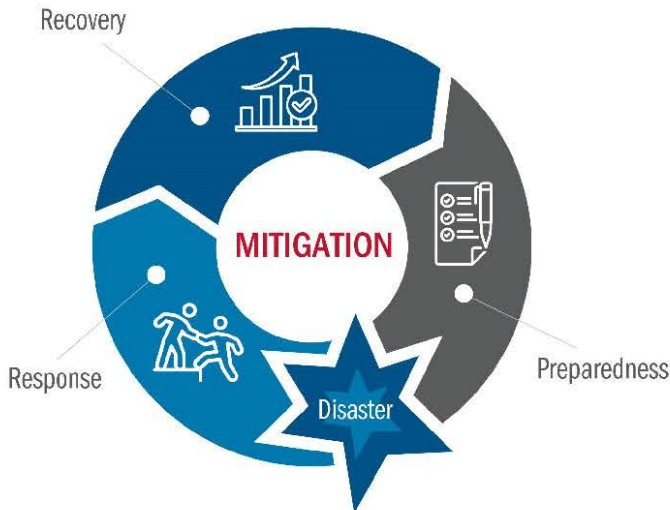 Recovery
MITIGATION
Response
Disaster
Preparedness